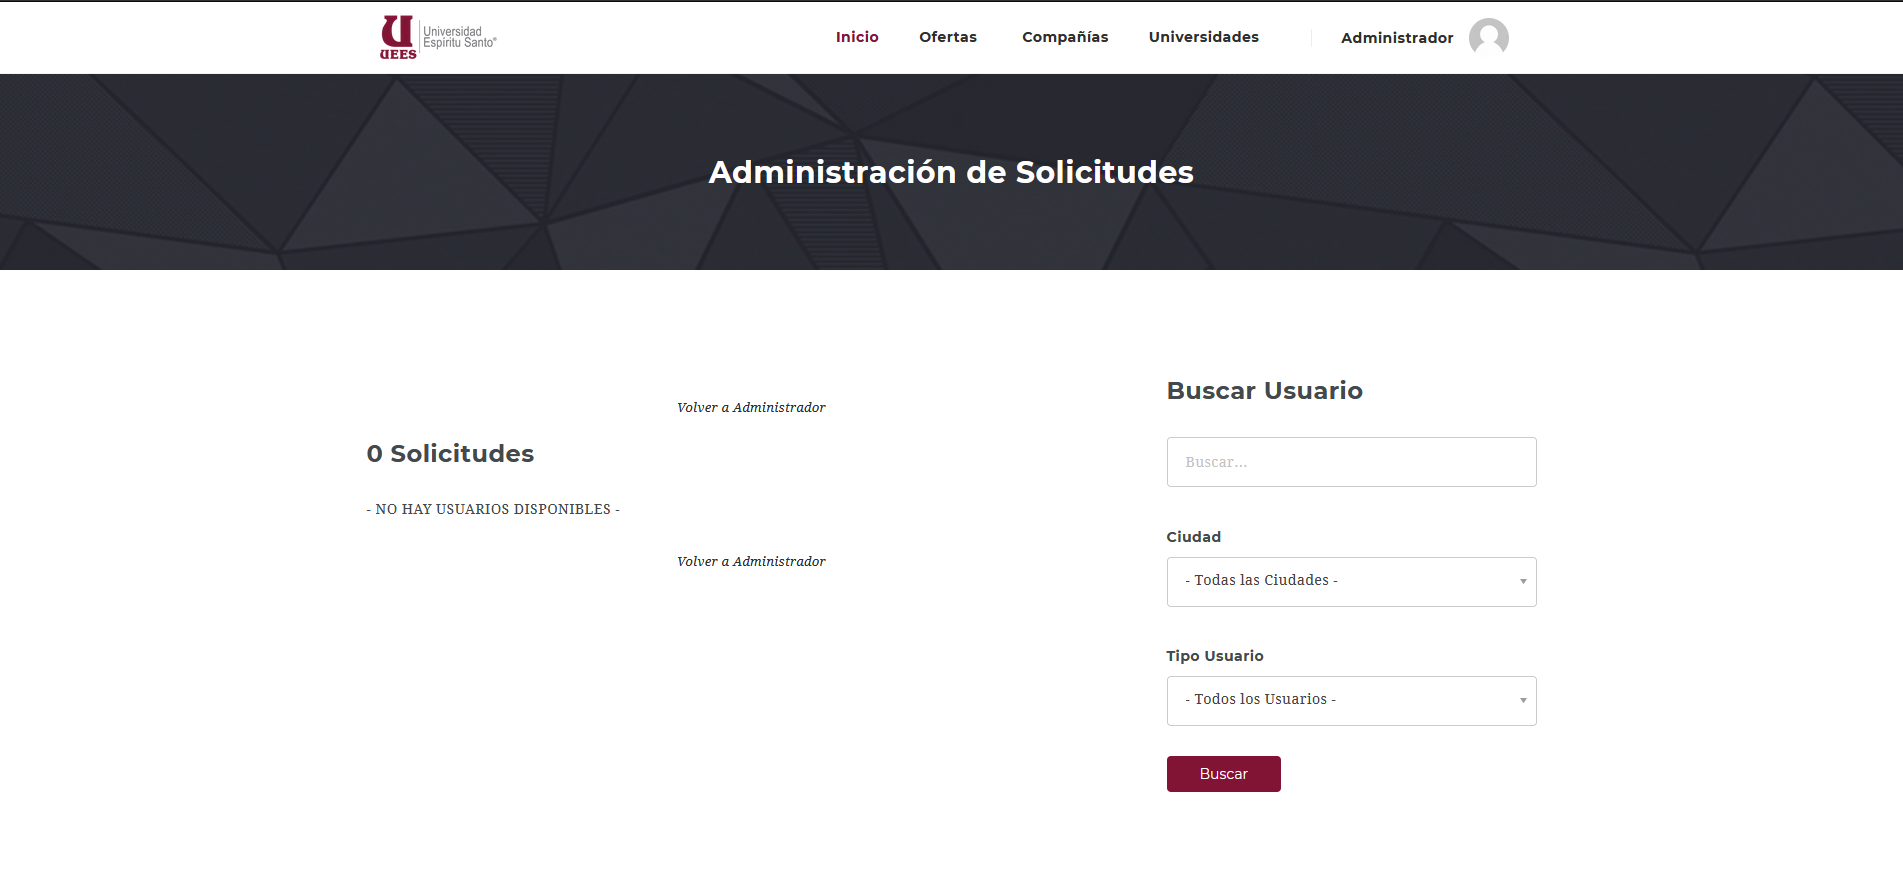 UEES
Universidad
Espíritu Santo®
Inicio
Ofertas
Compañías
Universidades
Administrador
Administración de Solicitudes
Volver a Administrador
0 Solicitudes
- NO HAY USUARIOS DISPONIBLES -
Volver a Administrador
Buscar Usuario
Buscar...
Ciudad
- Todas las Ciudades -
Tipo Usuario
- Todos los Usuarios -
Buscar